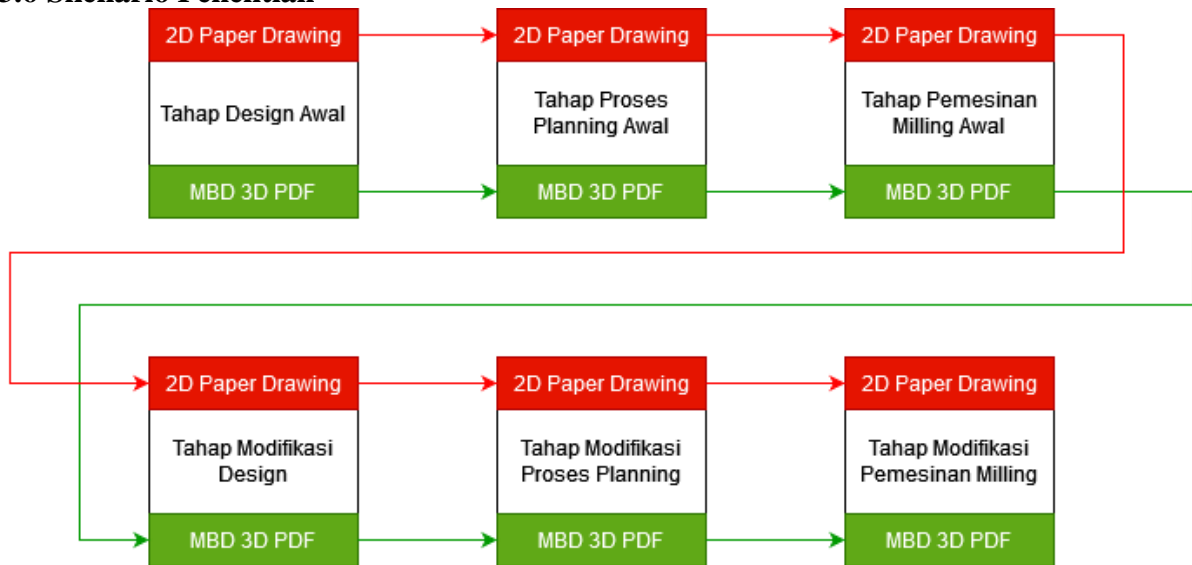 2D Paper Drawing
2D Paper Drawing
2D Paper Drawing
Tahap Design Awal
Tahap Proses
Planning Awal
Tahap Pemesinan
Milling Awal
MBD 3D PDF
MBD 3D PDF
MBD 3D PDF
2D Paper Drawing
2D Paper Drawing
2D Paper Drawing
Tahap Modifikasi
Design
Tahap Modifikasi
Proses Planning
Tahap Modifikasi
Pemesinan Milling
MBD 3D PDF
MBD 3D PDF
MBD 3D PDF